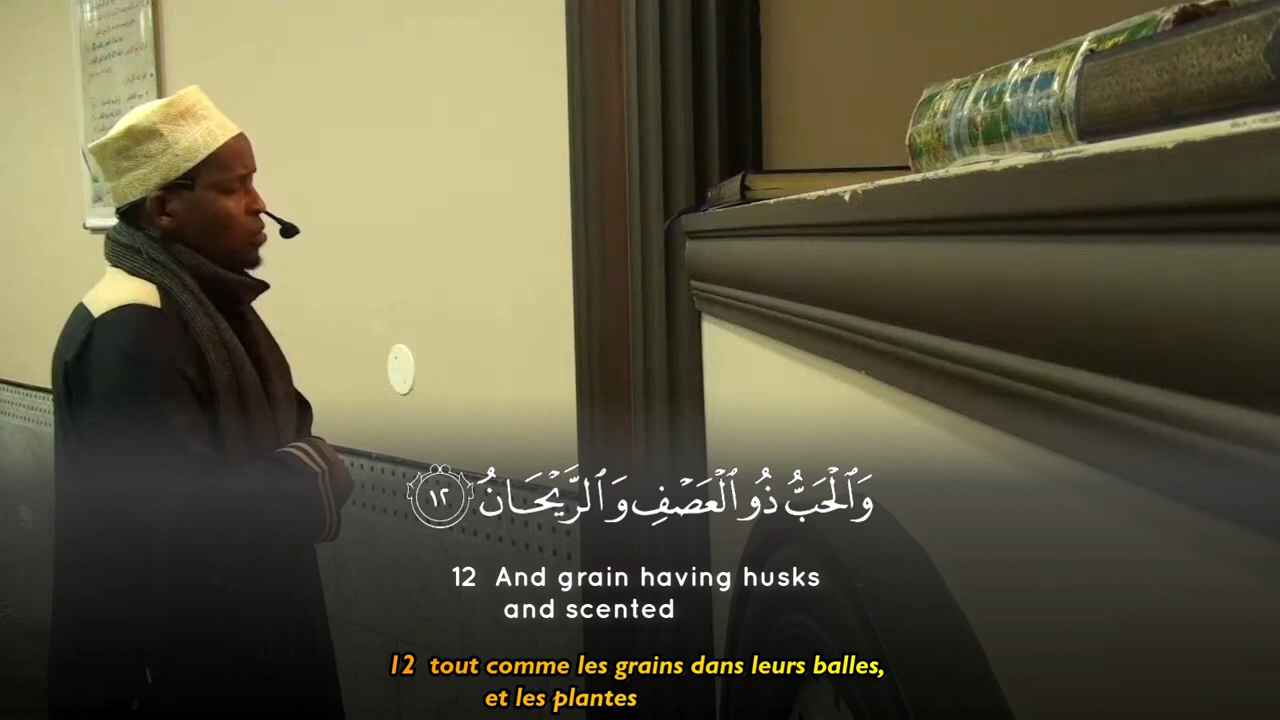 وَٱلْحَبُّ ذُو ٱلْعَصْفِ وَٱلرَّيْحَانُ ١٢
12 And grain having husks
and scented
12 tout comme les grains dans leurs balles,
et les plantes